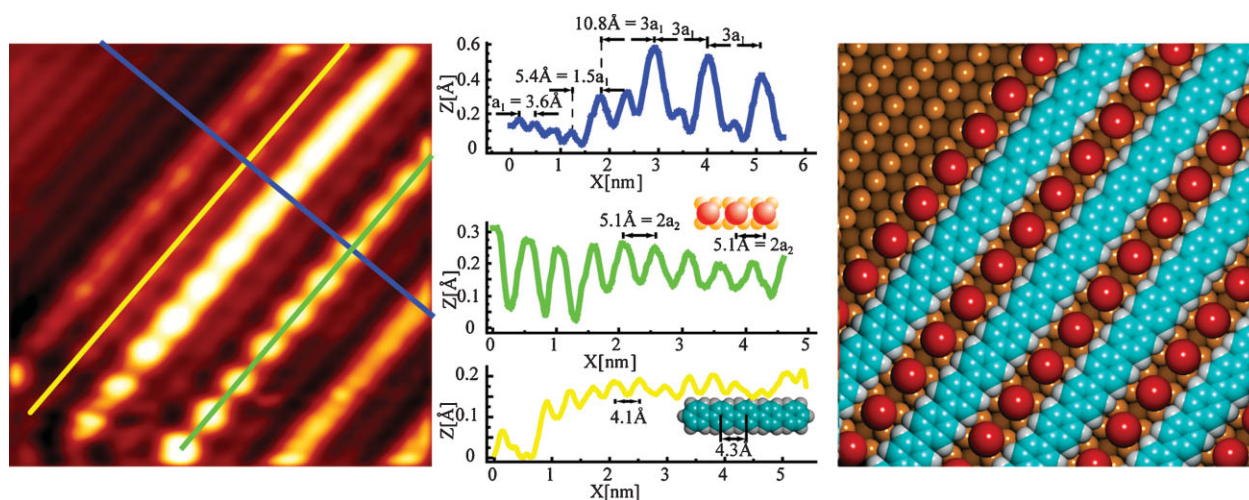 10.8Å = 3a₁ 3a₁ 3a₁
5.4Å = 1.5a₁
a₁ = 3.6Å
Z[Å]
0.6
0.4
0.2
0
0 1 2 3 4 5 6
X[nm]
5.1Å = 2a₂
5.1Å = 2a₂
Z[Å]
0.3
0.2
0.1
0
0 1 2 3 4 5
X[nm]
4.1Å
4.3Å
Z[Å]
0.2
0.1
0
0 1 2 3 4 5
X[nm]